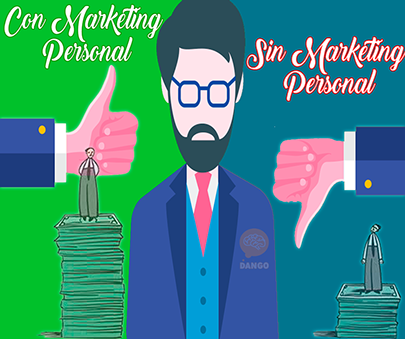 Con Marketing
Personal
Sin Marketing
Personal
DANGO